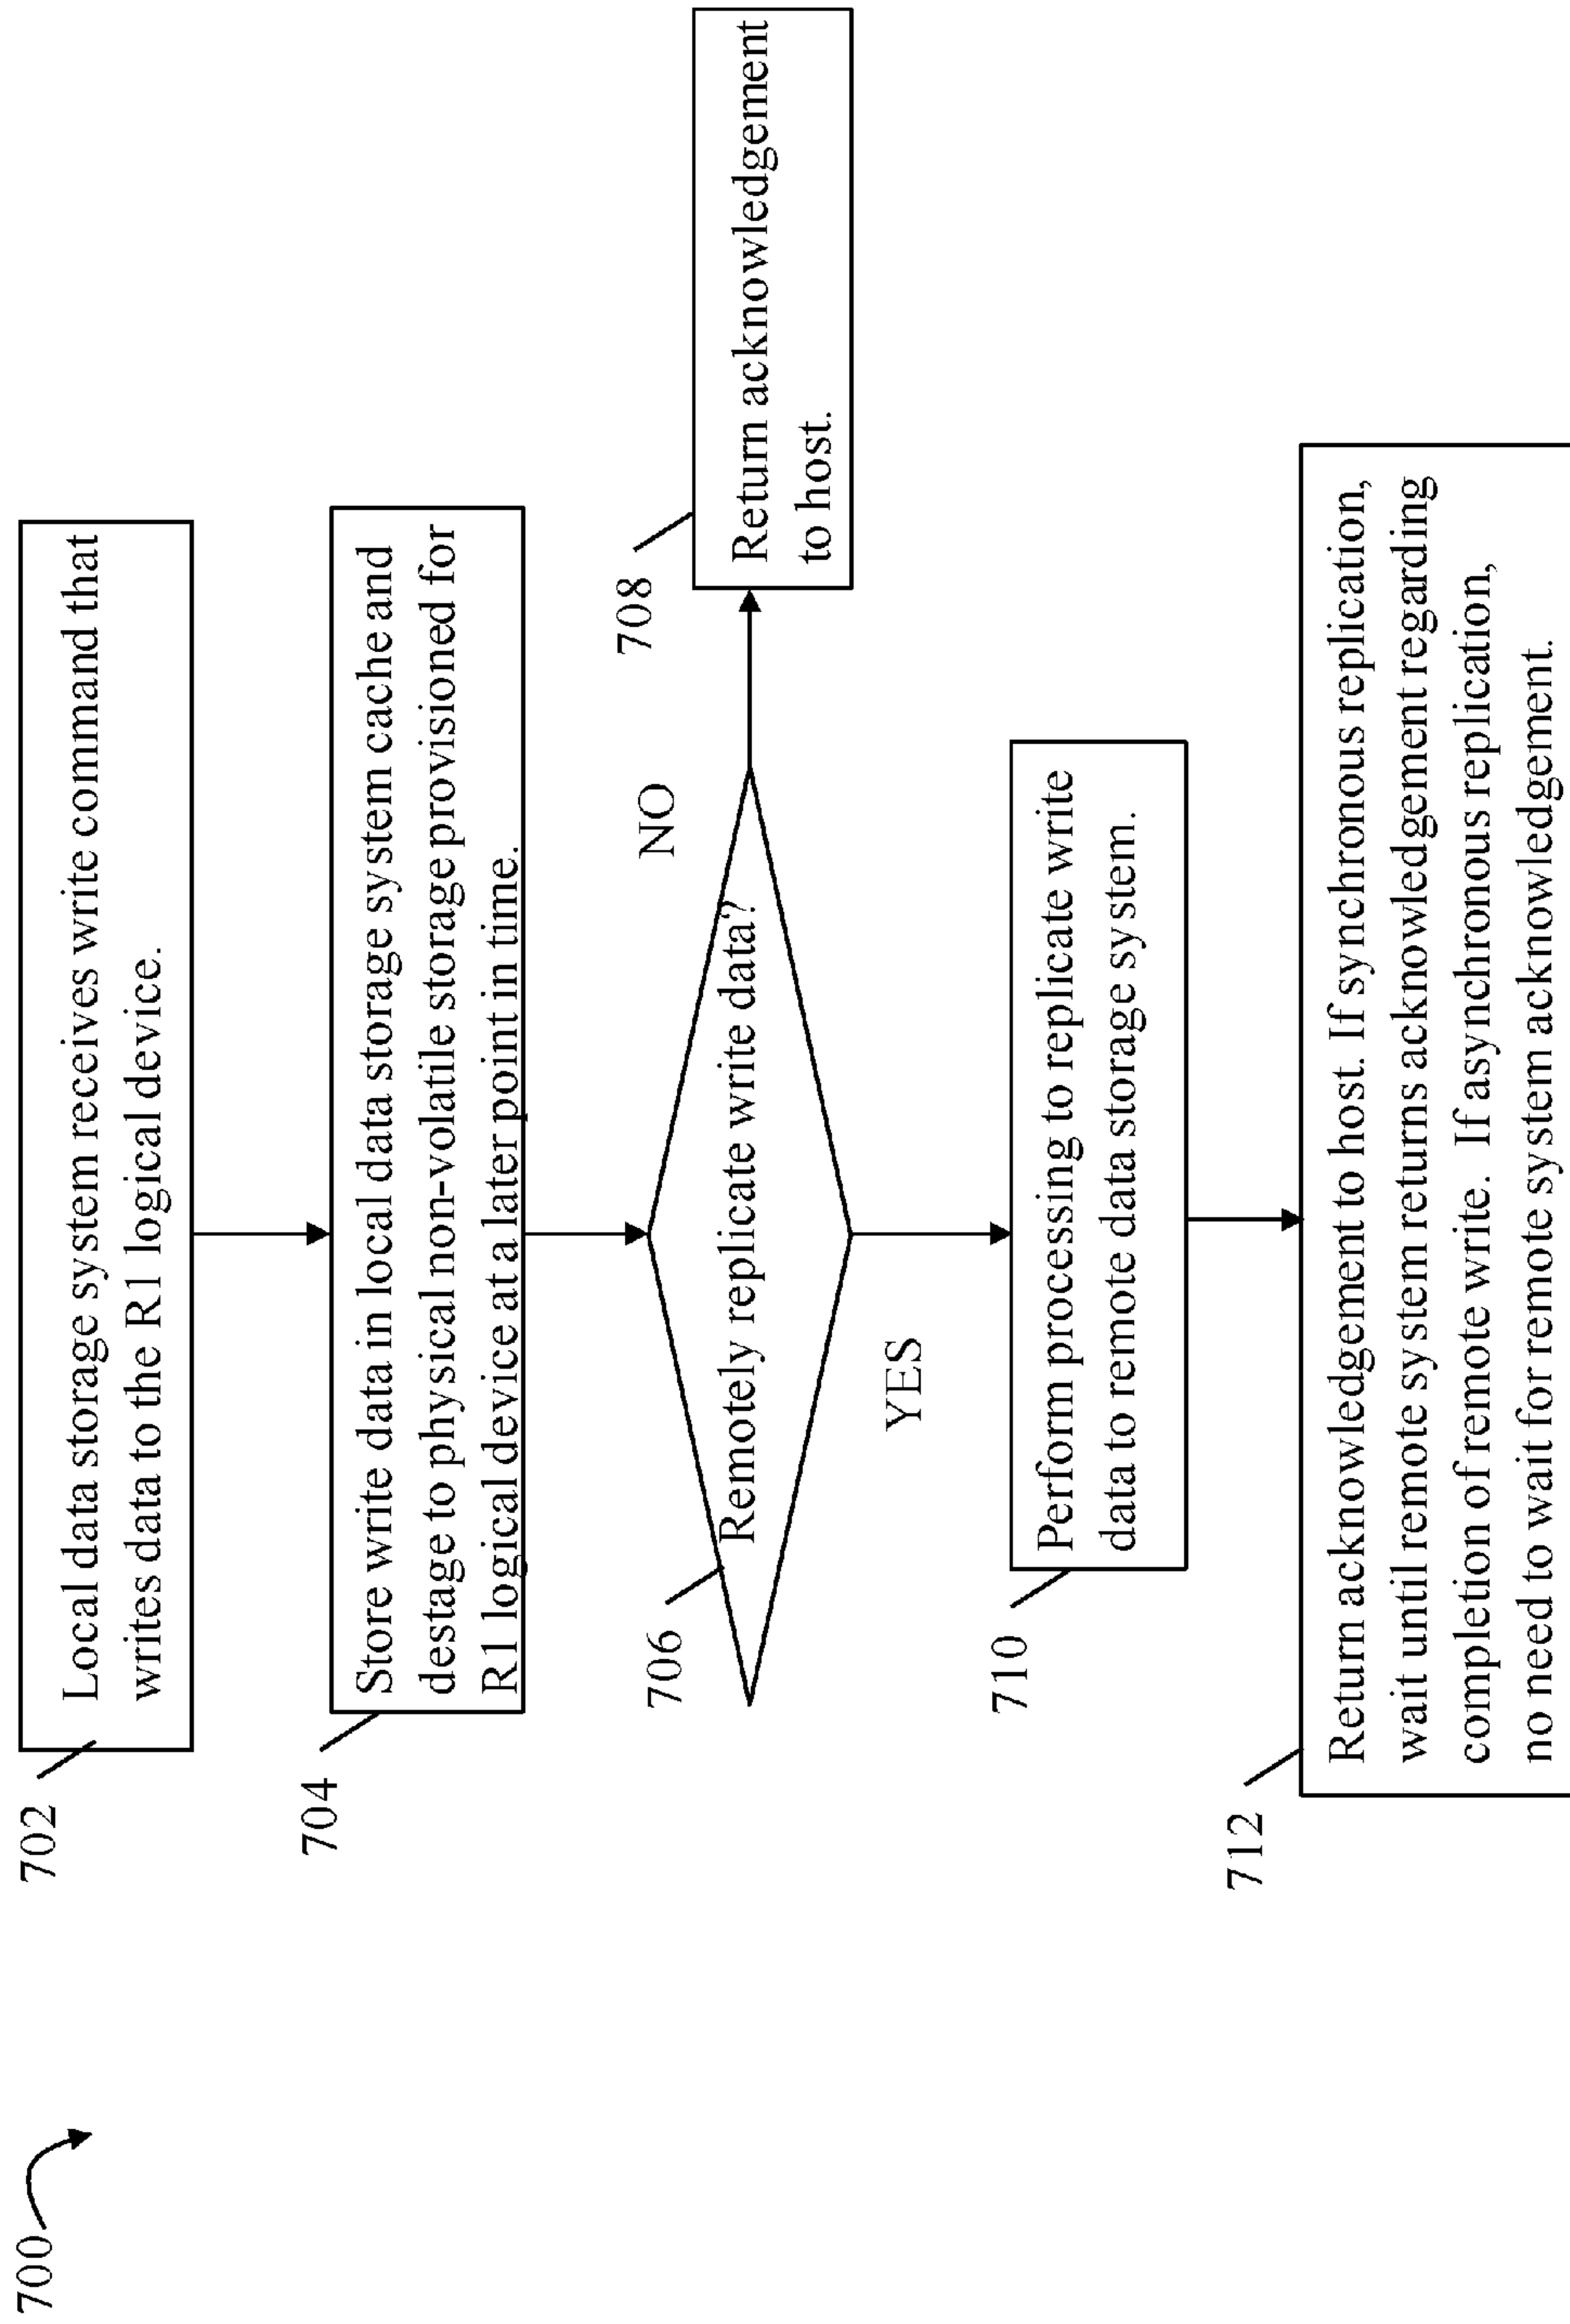 700
702
Local data storage system receives write command that
writes data to the R1 logical device.
704
Store write data in local data storage system cache and
destage to physical non-volatile storage provisioned for
R1 logical device at a later point in time.
706
Remotely replicate write data?
NO
708
Return acknowledgement
to host.
YES
710
Perform processing to replicate write
data to remote data storage system.
712
Return acknowledgement to host. If synchronous replication,
wait until remote system returns acknowledgement regarding
completion of remote write.  If asynchronous replication,
no need to wait for remote system acknowledgement.